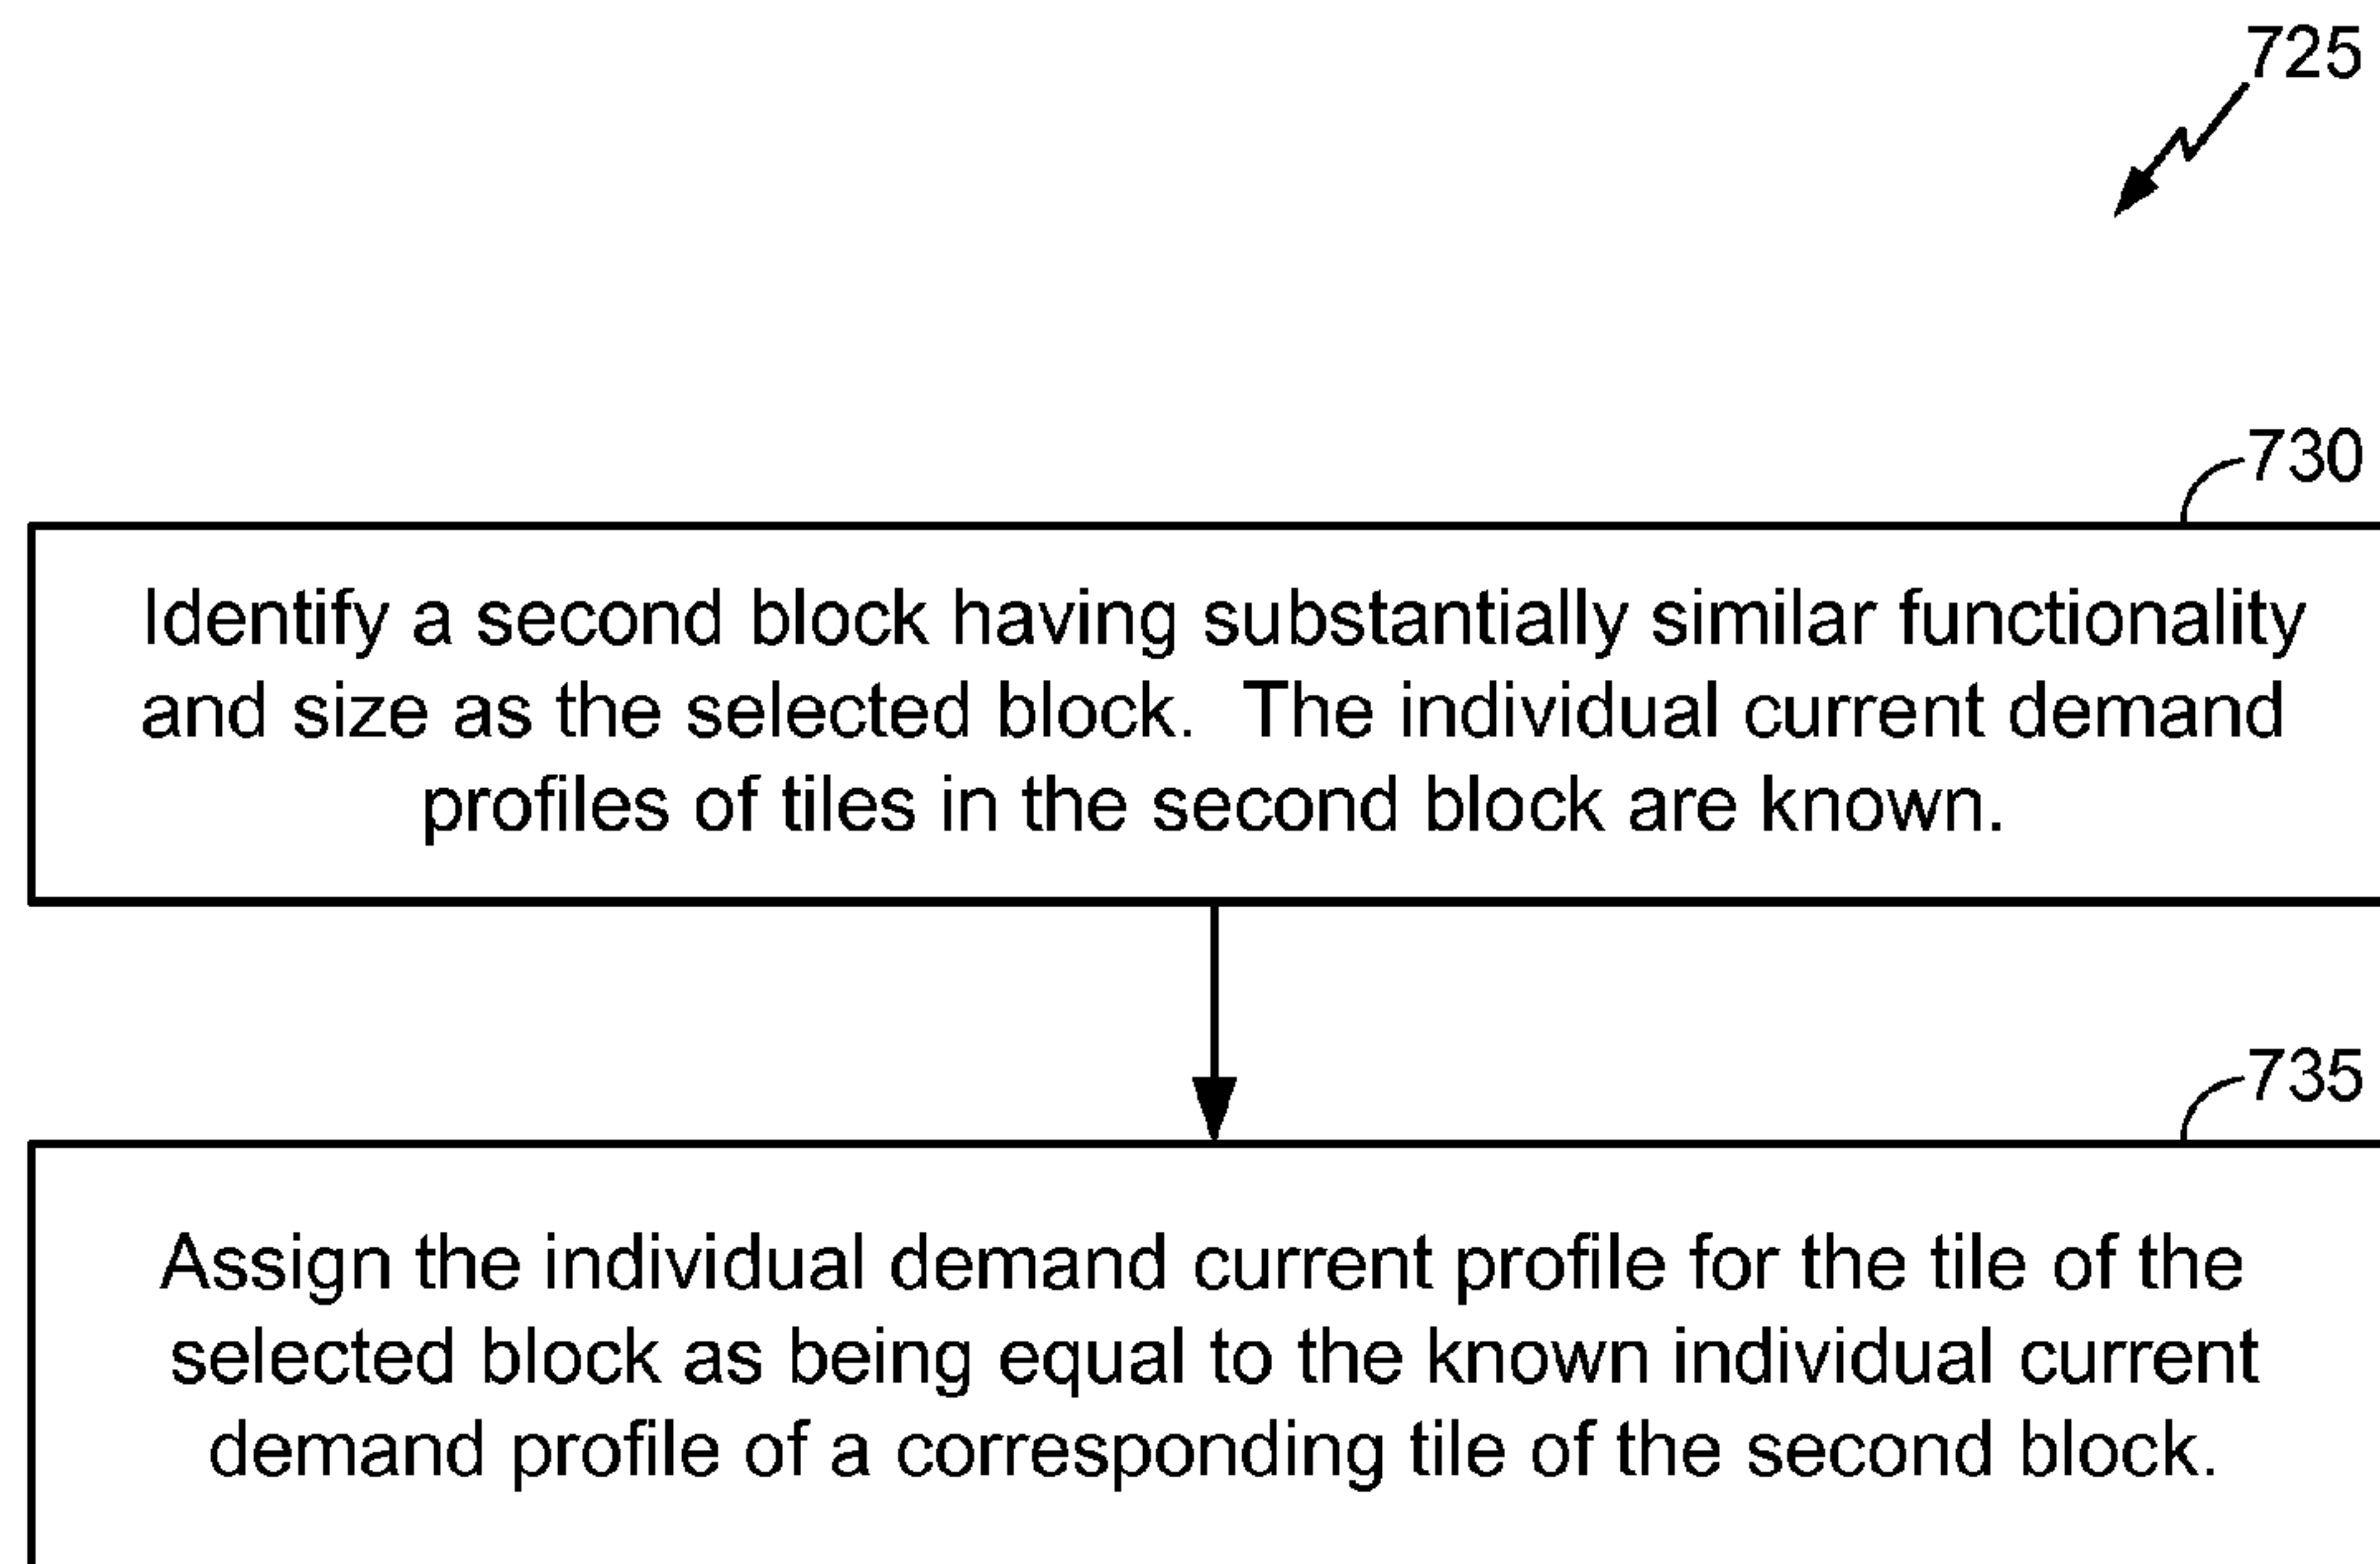 725
730
Identify a second block having substantially similar functionality
and size as the selected block.  The individual current demand
profiles of tiles in the second block are known.
735
Assign the individual demand current profile for the tile of the
selected block as being equal to the known individual current
demand profile of a corresponding tile of the second block.